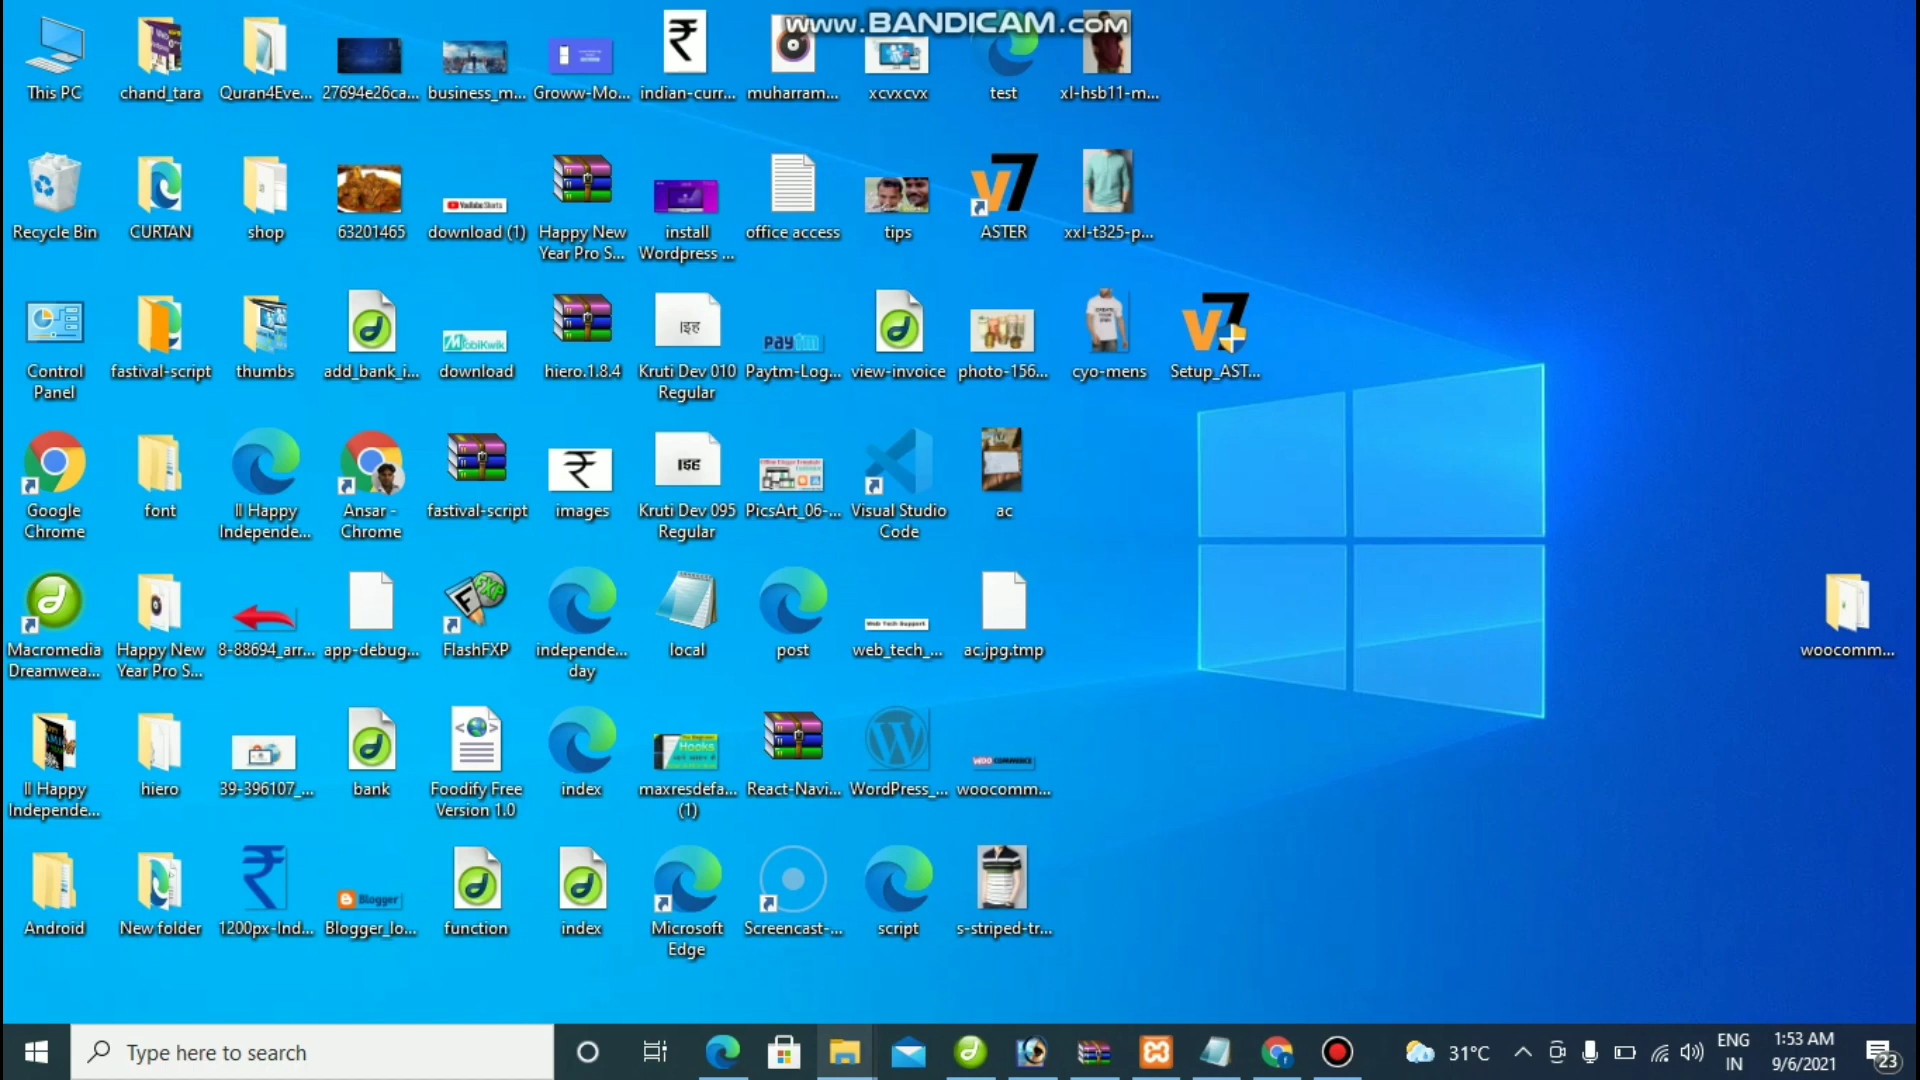 www.BANDICAM.com
This PC
chand_tara
Quran4Eve...
27694e26ca...
business_m...
Groww-Mo...
indian-curr...
muharram...
xcvxcvx
test
xl-hsb11-m...
Recycle Bin
CURTAN
shop
63201465
download (1)
Happy New
Year Pro S...
install
Wordpress ...
office access
tips
ASTER
xxl-t325-p...
Control
Panel
fastival-script
thumbs
add_bank_i...
download
hiero.1.8.4
Kruti Dev 010
Regular
Paytm-Log...
view-invoice
photo-156...
cyo-mens
Setup_AST...
Google
Chrome
font
ll Happy
Independe...
Ansar -
Chrome
fastival-script
images
Kruti Dev 095
Regular
PicsArt_06-...
Visual Studio
Code
ac
Macromedia
Dreamwea...
Happy New
Year Pro S...
8-88694_arr...
app-debug...
FlashFXP
independe...
day
local
post
web_tech_...
ac.jpg.tmp
woocomm...
ll Happy
Independe...
hiero
39-396107_...
bank
Foodify Free
Version 1.0
index
maxresdefa...
(1)
React-Navi...
WordPress_...
woocomm...
Android
New folder
1200px-Ind...
Blogger_lo...
function
index
Microsoft
Edge
Screencast-...
script
s-striped-tr...
Type here to search
31°C
ENG
IN
1:53 AM
9/6/2021
23